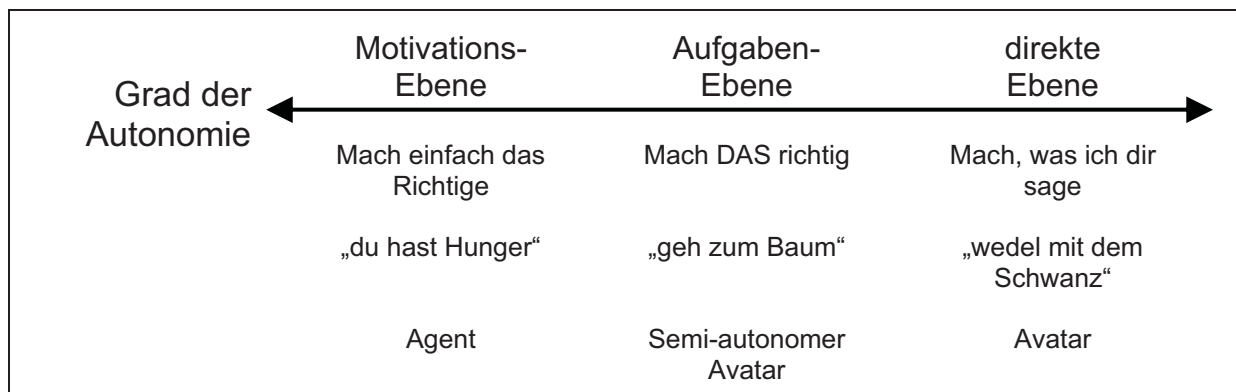 Motivations-
Ebene
Aufgaben-
Ebene
direkte
Ebene
Grad der
Autonomie
Mach einfach das
Richtige
Mach DAS richtig
Mach, was ich dir
sage
„du hast Hunger“
„geh zum Baum“
„wedel mit dem
Schwanz“
Agent
Semi-autonomer
Avatar
Avatar